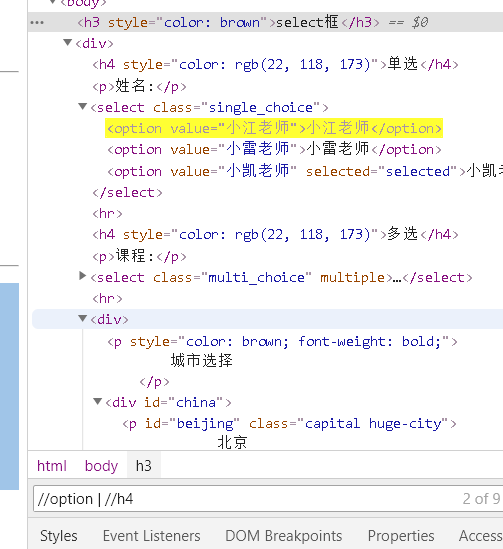 <body>
<h3 style="color: brown">select框</h3> == $0
<div>
<h4 style="color: rgb(22, 118, 173)">单选</h4>
<p>姓名:</p>
<select class="single_choice">
<option value="小江老师">小江老师</option>
<option value="小雷老师">小雷老师</option>
<option value="小凯老师" selected="selected">小凯老
</select>
<hr>
<h4 style="color: rgb(22, 118, 173)">多选</h4>
<p>课程:</p>
<select class="multi_choice" multiple>…</select>
<hr>
<div>
<p style="color: brown; font-weight: bold;">
城市选择
</p>
<div id="china">
<p id="beijing" class="capital huge-city">
北京
html body h3
//option | //h4 2 of 9
Styles Event Listeners DOM Breakpoints Properties Access